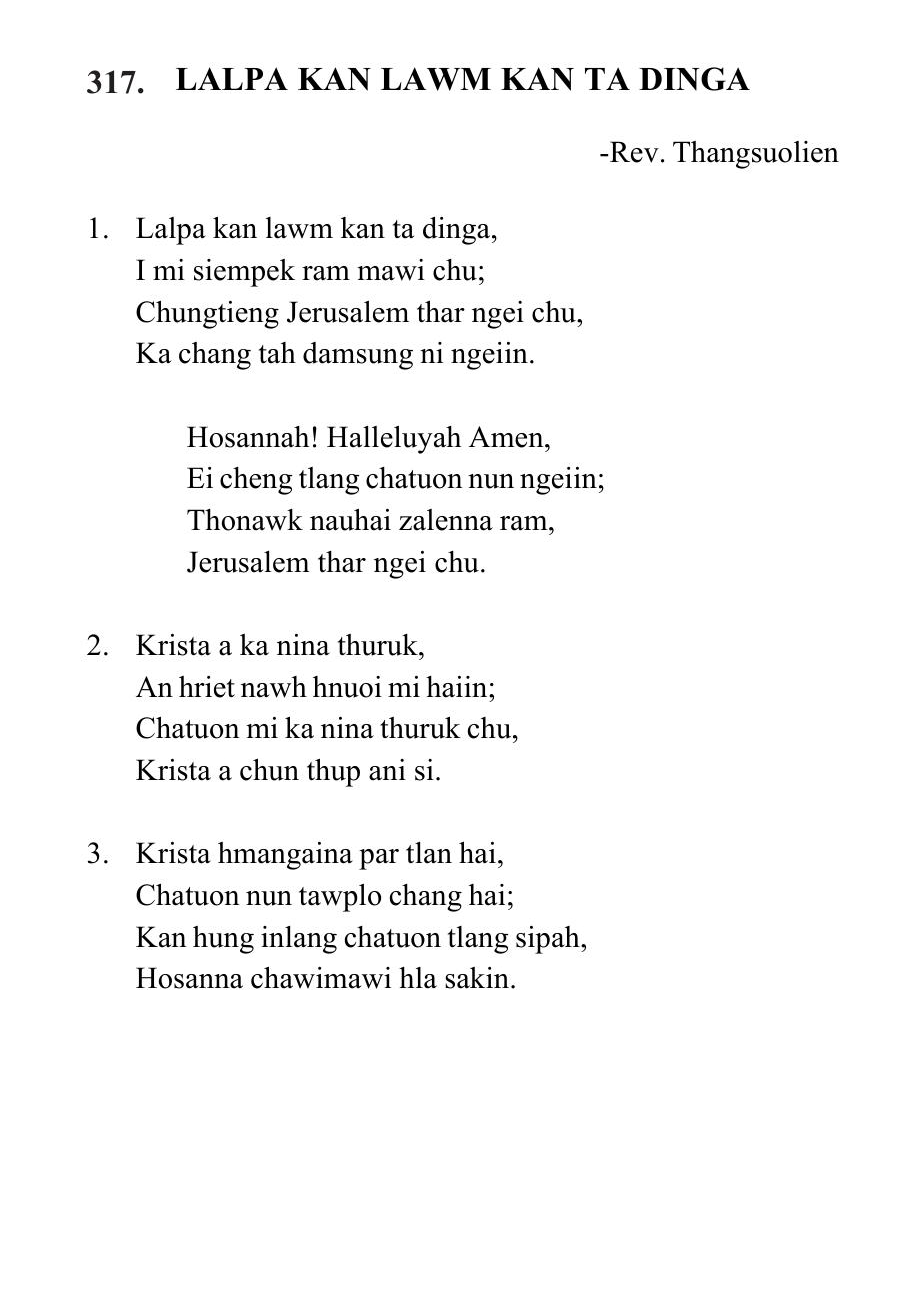 317. LALPA KAN LAWM KAN TA DINGA
-Rev. Thangsuolien
1. Lalpa kan lawm kan ta dinga,
I mi siempek ram mawi chu;
Chungtieng Jerusalem thar ngei chu,
Ka chang tah damsung ni ngeiin.
Hosannah! Halleluyah Amen,
Ei cheng tlang chatuon nun ngeiin;
Thonawk nauhai zalenna ram,
Jerusalem thar ngei chu.
2. Krista a ka nina thuruk,
An hriet nawh hnuoi mi haiin;
Chatuon mi ka nina thuruk chu,
Krista a chun thup ani si.
3. Krista hmangaina par tlan hai,
Chatuon nun tawplo chang hai;
Kan hung inlang chatuon tlang sipah,
Hosanna chawimawi hla sakin.